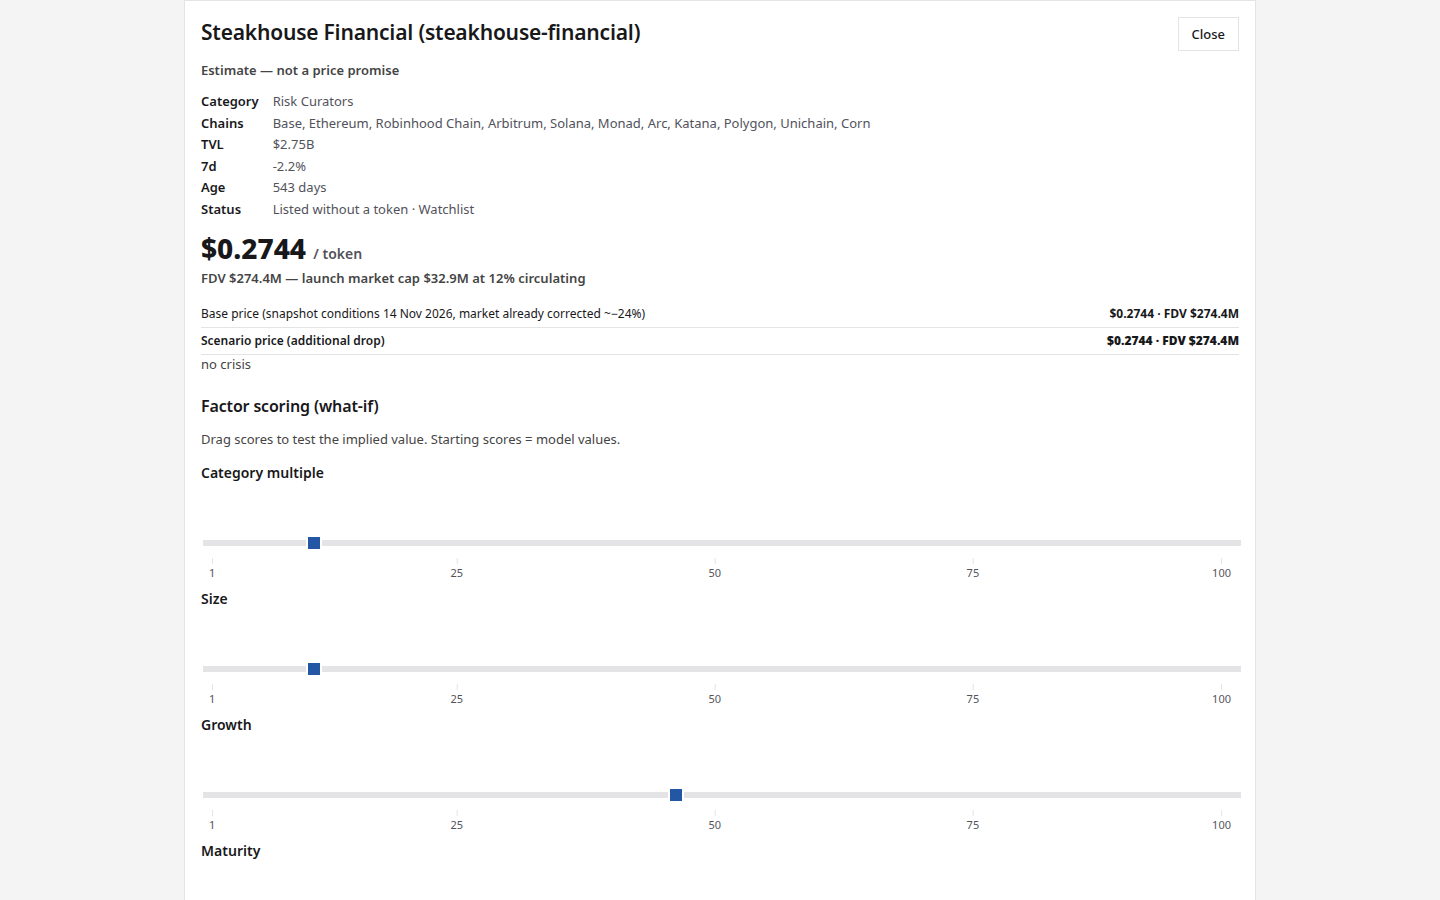 Steakhouse Financial (steakhouse-financial)
Close
Estimate — not a price promise
Category Risk Curators
Chains Base, Ethereum, Robinhood Chain, Arbitrum, Solana, Monad, Arc, Katana, Polygon, Unichain, Corn
TVL $2.75B
7d -2.2%
Age 543 days
Status Listed without a token · Watchlist
$0.2744 / token
FDV $274.4M — launch market cap $32.9M at 12% circulating
Base price (snapshot conditions 14 Nov 2026, market already corrected ~−24%) $0.2744 · FDV $274.4M
Scenario price (additional drop) $0.2744 · FDV $274.4M
no crisis
Factor scoring (what-if)
Drag scores to test the implied value. Starting scores = model values.
Category multiple
1 25 50 75 100
Size
1 25 50 75 100
Growth
1 25 50 75 100
Maturity